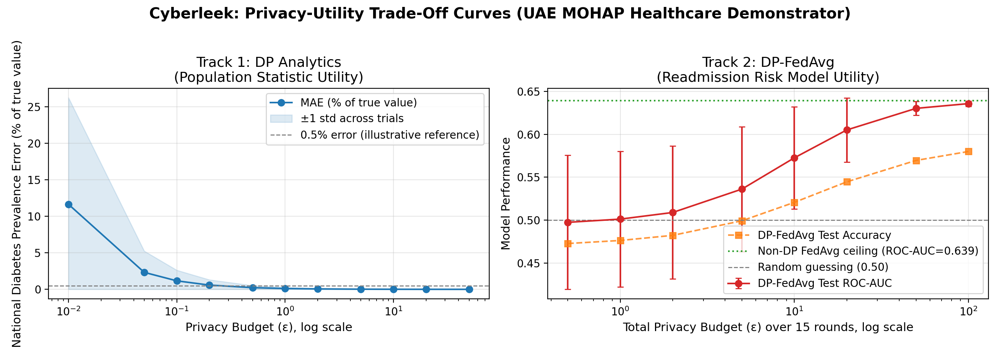 Cyberleek: Privacy-Utility Trade-Off Curves (UAE MOHAP Healthcare Demonstrator)
Track 1: DP Analytics
(Population Statistic Utility)
National Diabetes Prevalence Error (% of true value)
25
20
15
10
5
0
MAE (% of true value)
±1 std across trials
0.5% error (illustrative reference)
10⁻²
10⁻¹
10⁰
10¹
Privacy Budget (ε), log scale
Track 2: DP-FedAvg
(Readmission Risk Model Utility)
Model Performance
0.65
0.60
0.55
0.50
0.45
DP-FedAvg Test Accuracy
Non-DP FedAvg ceiling (ROC-AUC=0.639)
Random guessing (0.50)
DP-FedAvg Test ROC-AUC
10⁰
10¹
10²
Total Privacy Budget (ε) over 15 rounds, log scale